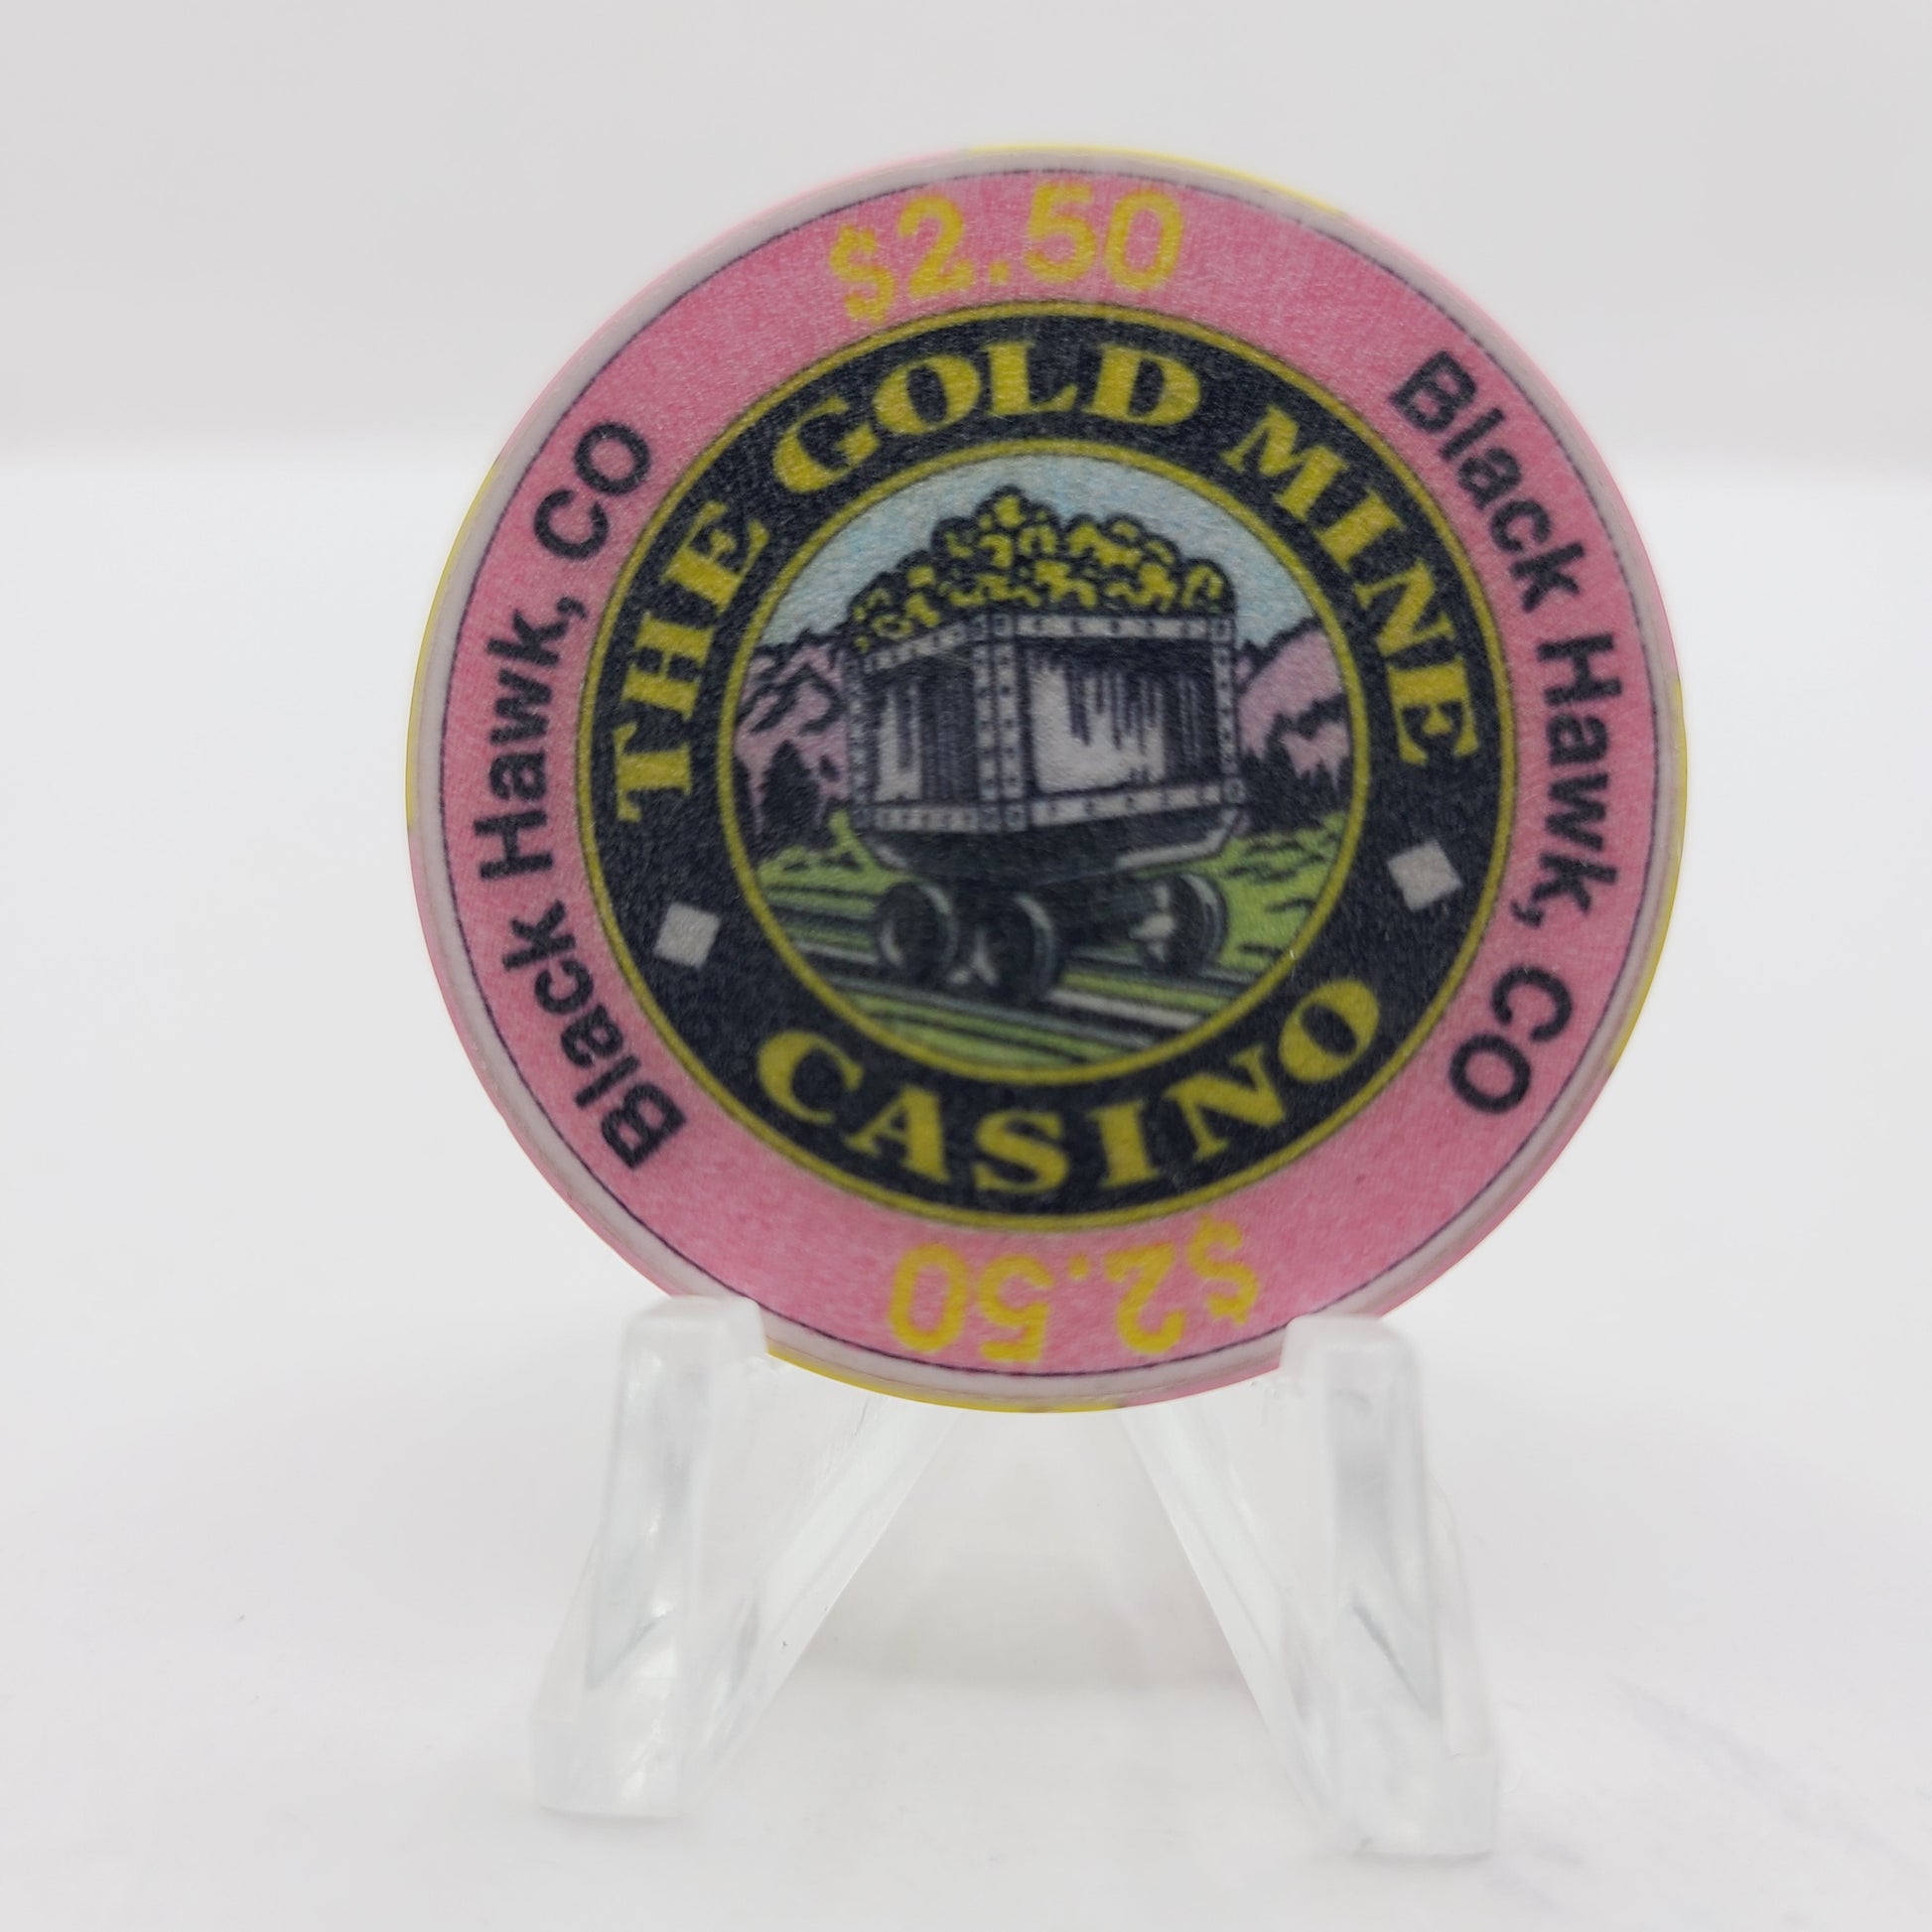 $2.50
THE GOLD MINE
CASINO
Black Hawk, CO
Black Hawk, CO
$2.50